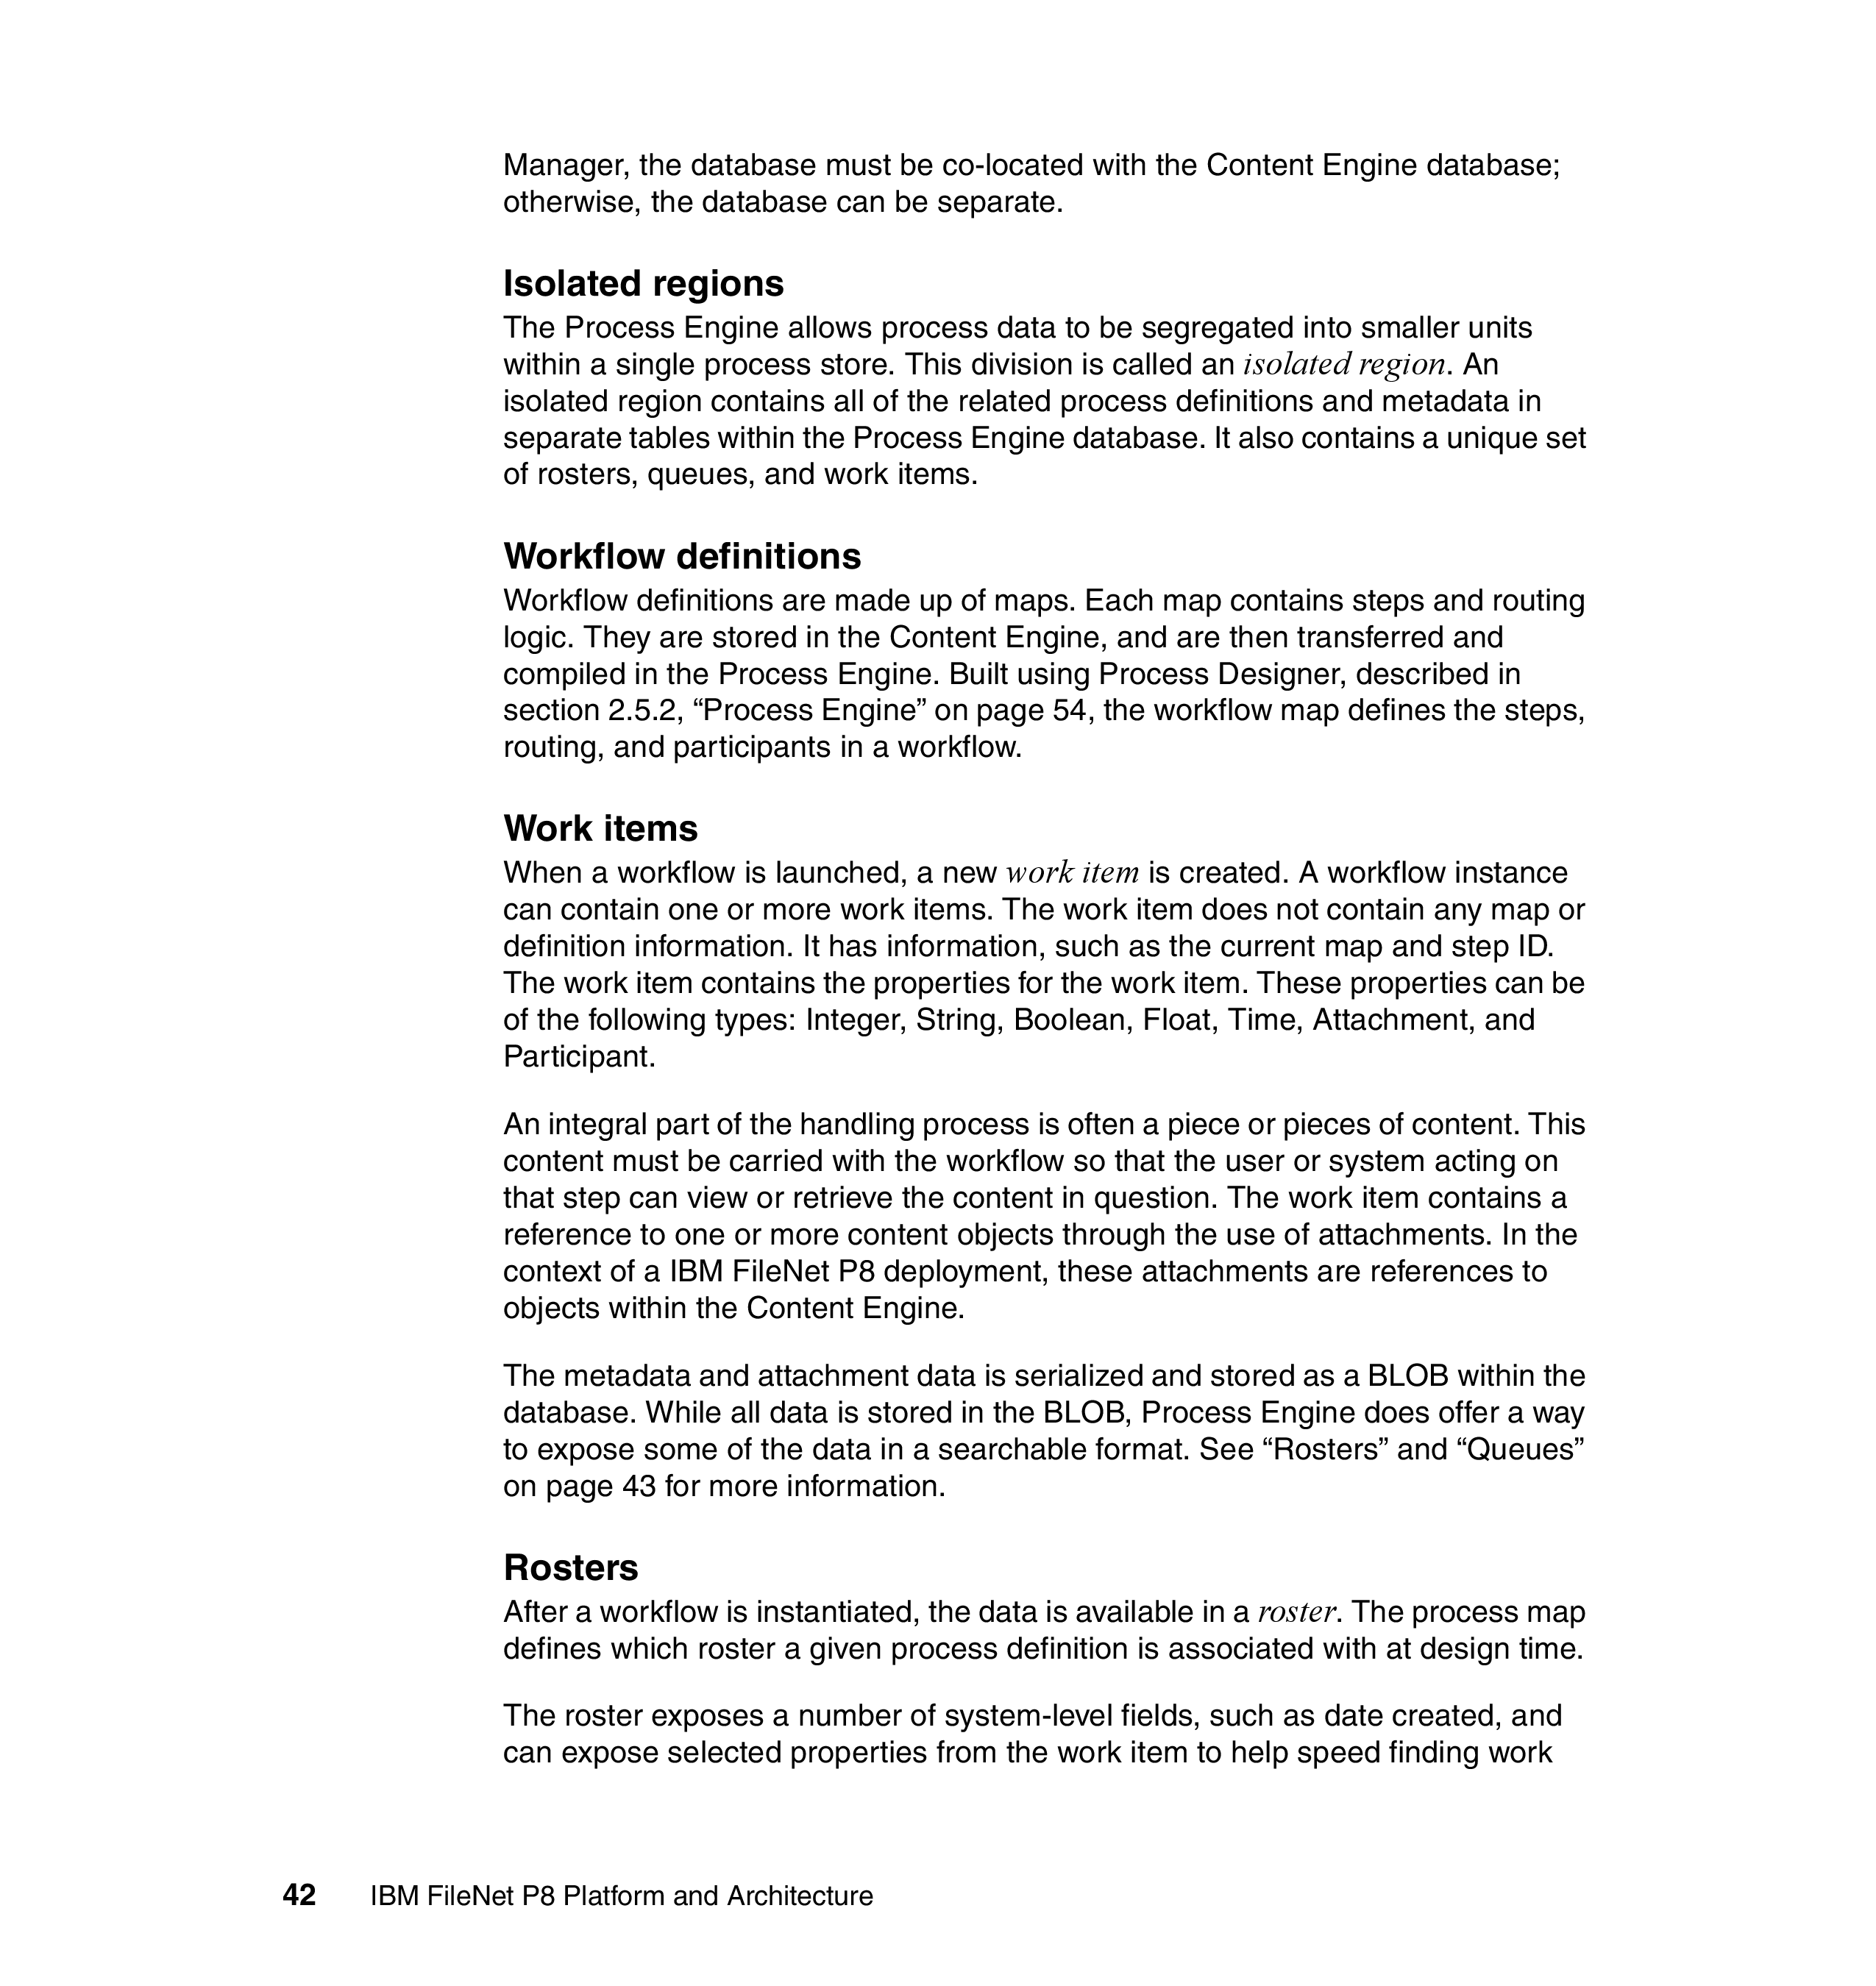 Manager, the database must be co-located with the Content Engine database;
otherwise, the database can be separate.
Isolated regions
The Process Engine allows process data to be segregated into smaller units
within a single process store. This division is called an isolated region. An
isolated region contains all of the related process definitions and metadata in
separate tables within the Process Engine database. It also contains a unique set
of rosters, queues, and work items.
Workflow definitions
Workflow definitions are made up of maps. Each map contains steps and routing
logic. They are stored in the Content Engine, and are then transferred and
compiled in the Process Engine. Built using Process Designer, described in
section 2.5.2, “Process Engine” on page 54, the workflow map defines the steps,
routing, and participants in a workflow.
Work items
When a workflow is launched, a new work item is created. A workflow instance
can contain one or more work items. The work item does not contain any map or
definition information. It has information, such as the current map and step ID.
The work item contains the properties for the work item. These properties can be
of the following types: Integer, String, Boolean, Float, Time, Attachment, and
Participant.
An integral part of the handling process is often a piece or pieces of content. This
content must be carried with the workflow so that the user or system acting on
that step can view or retrieve the content in question. The work item contains a
reference to one or more content objects through the use of attachments. In the
context of a IBM FileNet P8 deployment, these attachments are references to
objects within the Content Engine.
The metadata and attachment data is serialized and stored as a BLOB within the
database. While all data is stored in the BLOB, Process Engine does offer a way
to expose some of the data in a searchable format. See “Rosters” and “Queues”
on page 43 for more information.
Rosters
After a workflow is instantiated, the data is available in a roster. The process map
defines which roster a given process definition is associated with at design time.
The roster exposes a number of system-level fields, such as date created, and
can expose selected properties from the work item to help speed finding work
42 IBM FileNet P8 Platform and Architecture